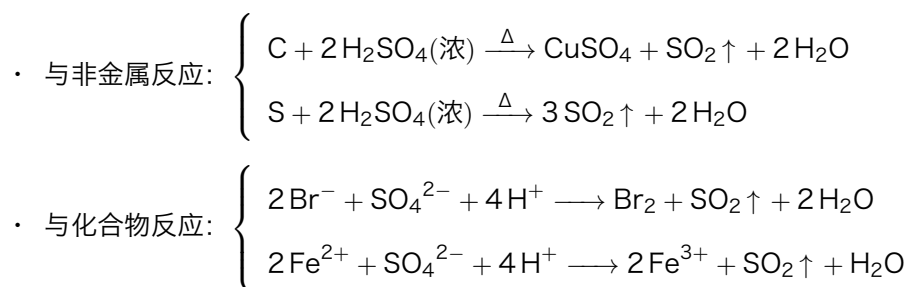 C + 2 H₂SO₄(浓) —Δ→ CuSO₄ + SO₂↑ + 2 H₂O
· 与非金属反应:
S + 2 H₂SO₄(浓) —Δ→ 3 SO₂↑ + 2 H₂O
2 Br⁻ + SO₄²⁻ + 4 H⁺ ⟶ Br₂ + SO₂↑ + 2 H₂O
· 与化合物反应:
2 Fe²⁺ + SO₄²⁻ + 4 H⁺ ⟶ 2 Fe³⁺ + SO₂↑ + H₂O